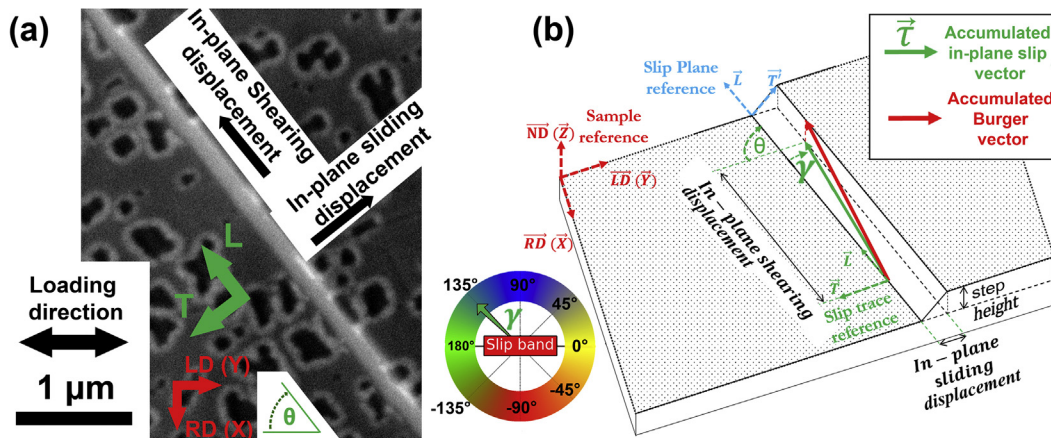 (a)
In-plane Shearing
displacement
In-plane sliding
displacement
L
T
Loading
direction
1 µm
LD (Y)
RD (X)
θ
(b)
τ
Accumulated
in-plane slip
vector
Accumulated
Burger
vector
Slip Plane
reference
L
T'
Sample
reference
ND (Z)
LD (Y)
RD (X)
θ
γ
In – plane shearing
displacement
L
T
Slip trace
reference
step
height
In – plane
sliding
displacement
90°
45°
0°
-45°
-90°
-135°
180°
135°
γ
Slip band